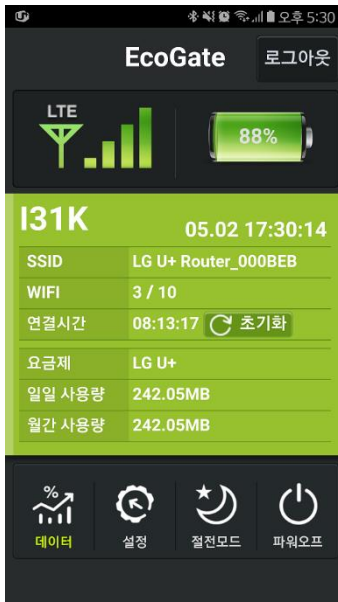 오후 5:30
EcoGate
로그아웃
LTE
88%
I31K
05.02 17:30:14
SSID LG U+ Router_000BEB
WIFI 3 / 10
연결시간 08:13:17 초기화
요금제 LG U+
일일 사용량 242.05MB
월간 사용량 242.05MB
%
데이터 설정 절전모드 파워오프